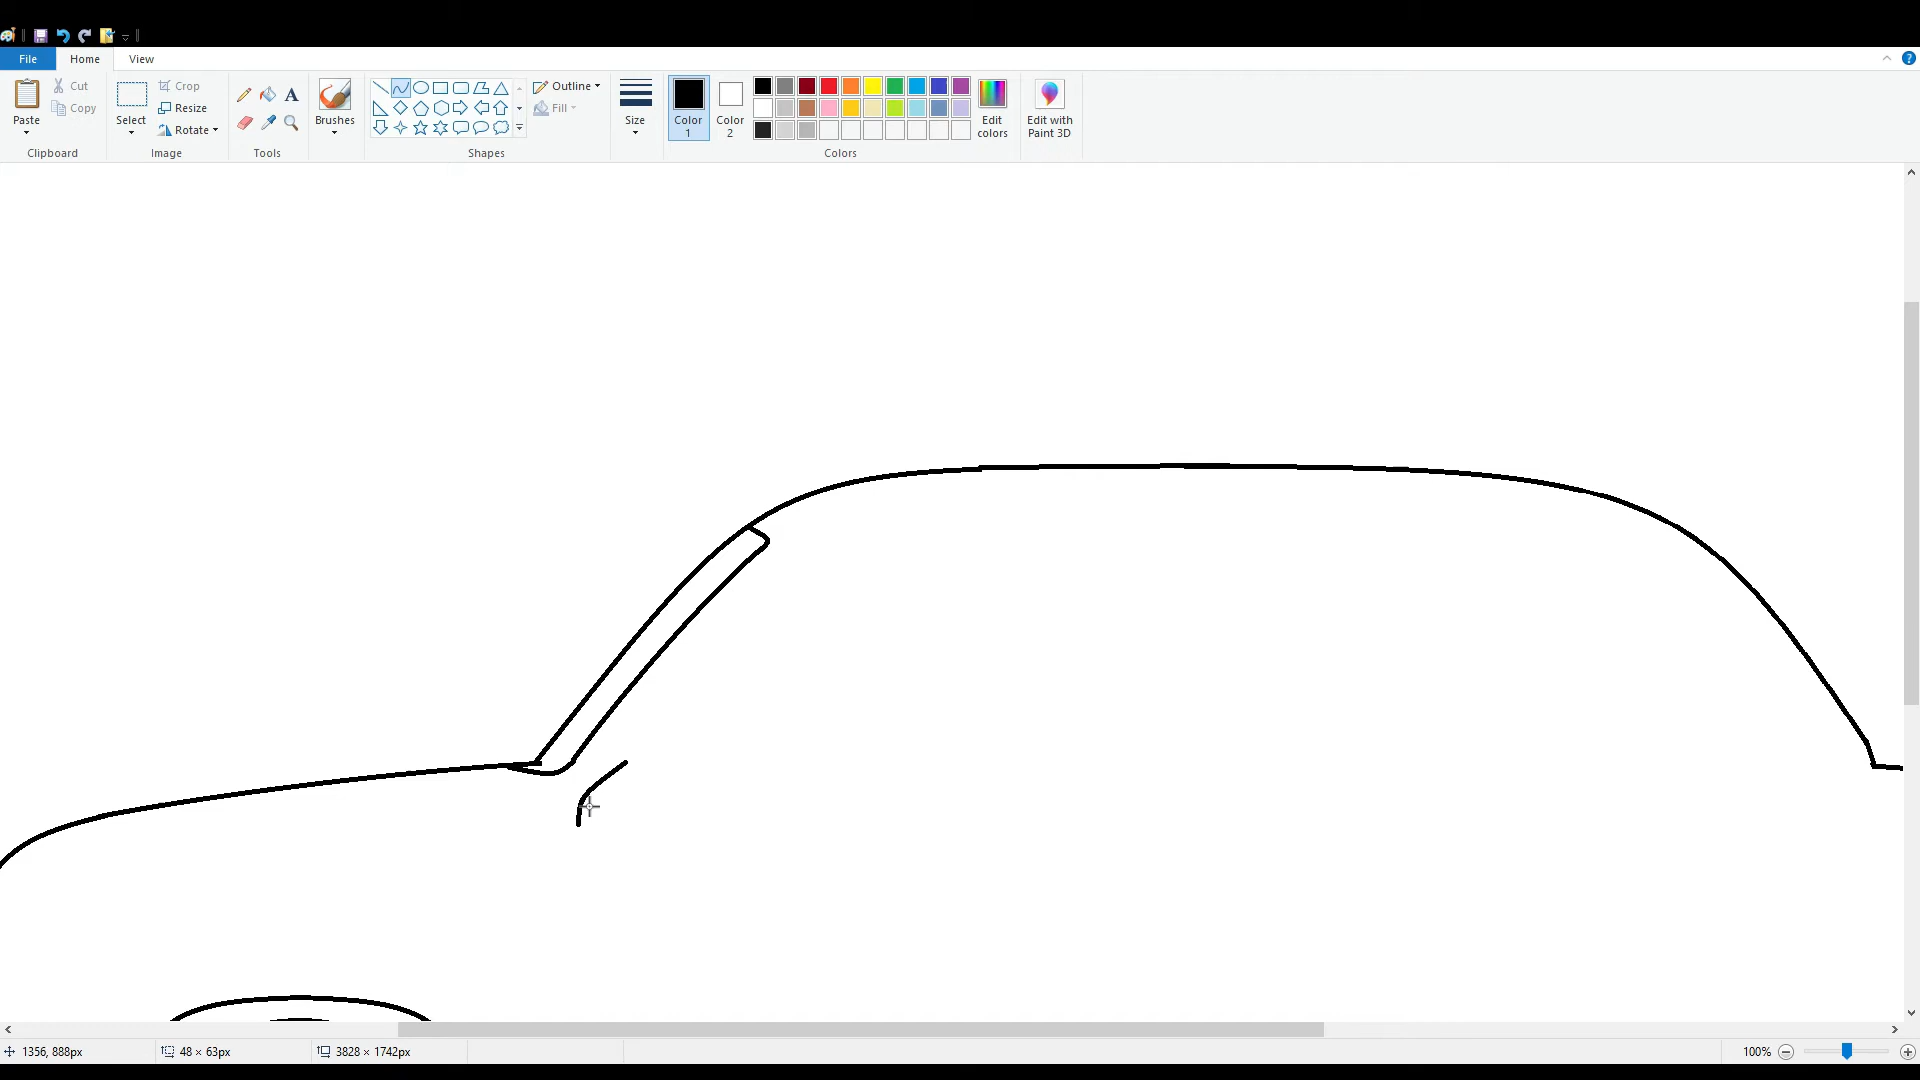 File Home View
Paste Cut Copy
Clipboard
Select Crop Resize Rotate
Image
A
Tools
Brushes
Outline Fill
Shapes
Size
Color 1 Color 2
Edit colors
Colors
Edit with Paint 3D
1356, 888px 48 × 63px 3828 × 1742px 100%